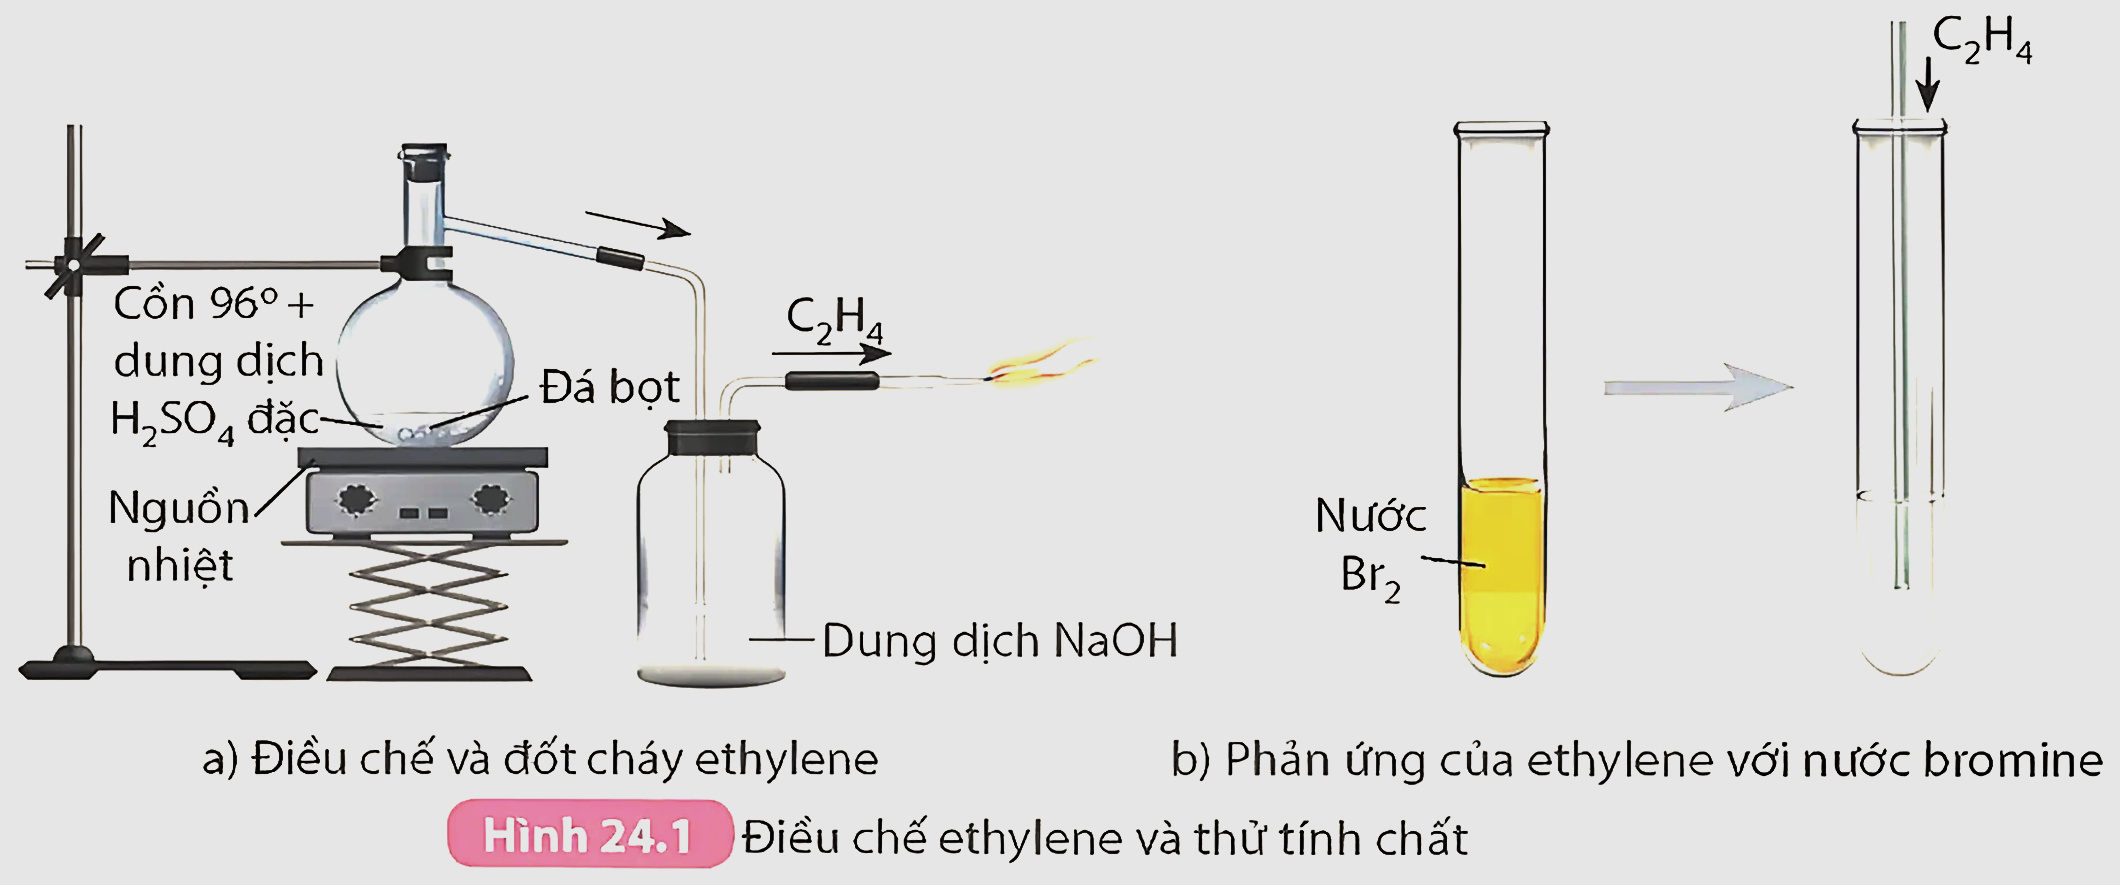 Cồn 96° +
dung dịch
H₂SO₄ đặc
Đá bọt
Nguồn
nhiệt
C₂H₄
Dung dịch NaOH
a) Điều chế và đốt cháy ethylene
C₂H₄
Nước
Br₂
b) Phản ứng của ethylene với nước bromine
Hình 24.1 Điều chế ethylene và thử tính chất